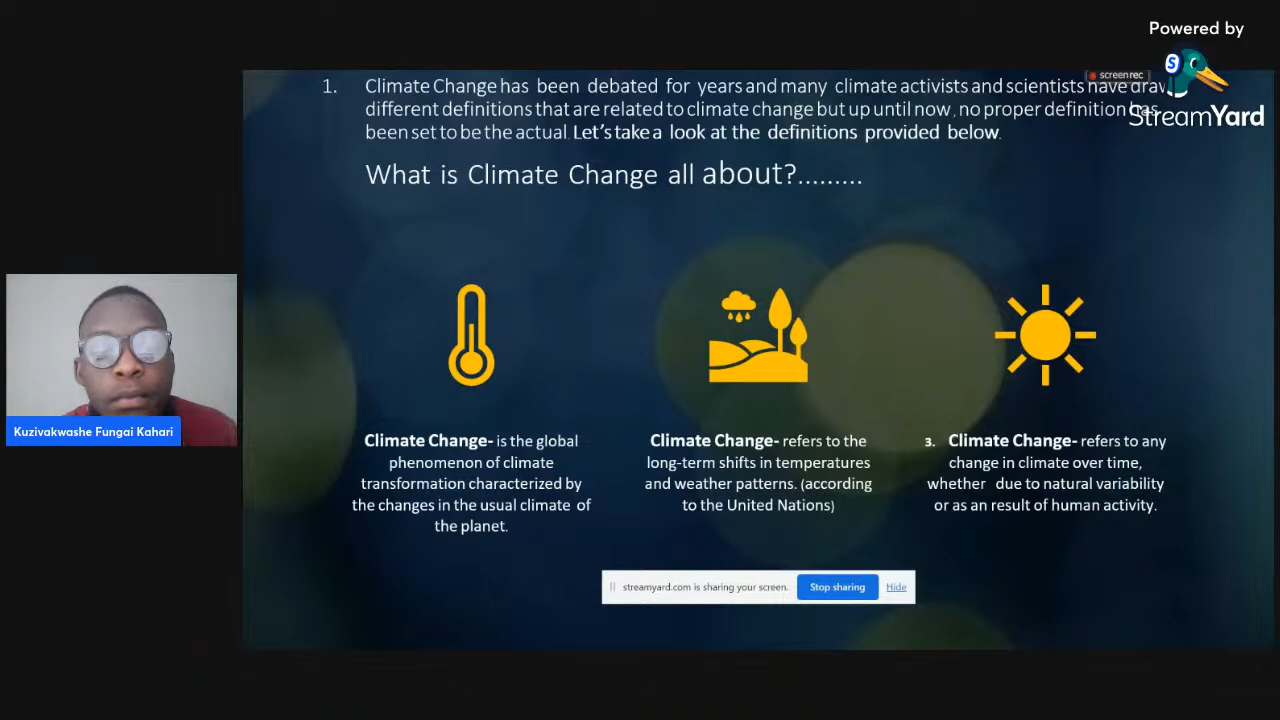 Powered by
StreamYard
screen rec
1. Climate Change has been debated for years and many climate activists and scientists have
different definitions that are related to climate change but up until now , no proper definition has
been set to be the actual. Let's take a look at the definitions provided below.
What is Climate Change all about?.........
Climate Change- is the global
phenomenon of climate
transformation characterized by
the changes in the usual climate of
the planet.
Climate Change- refers to the
long-term shifts in temperatures
and weather patterns. (according
to the United Nations)
3. Climate Change- refers to any
change in climate over time,
whether due to natural variability
or as an result of human activity.
Kuzivakwashe Fungai Kahari
streamyard.com is sharing your screen. Stop sharing Hide